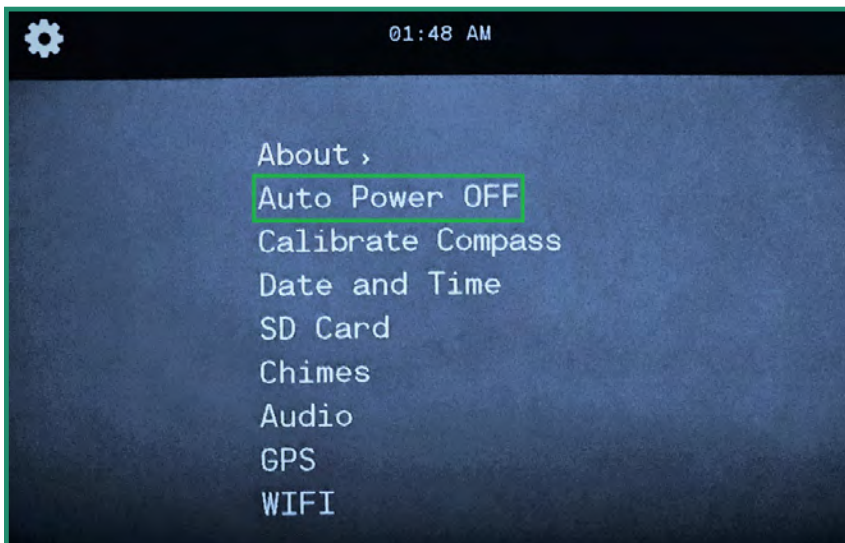 01:48 AM
About ›
Auto Power OFF
Calibrate Compass
Date and Time
SD Card
Chimes
Audio
GPS
WIFI